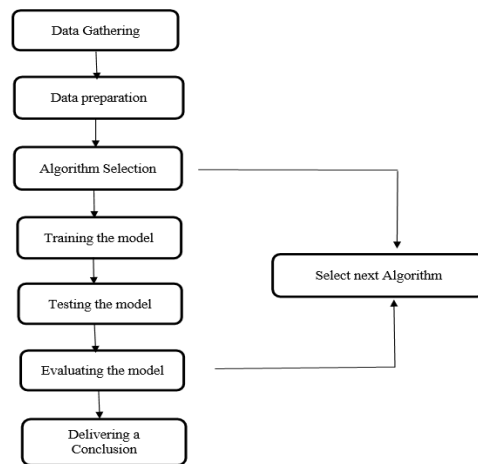 Data Gathering
Data preparation
Algorithm Selection
Training the model
Select next Algorithm
Testing the model
Evaluating the model
Delivering a
Conclusion